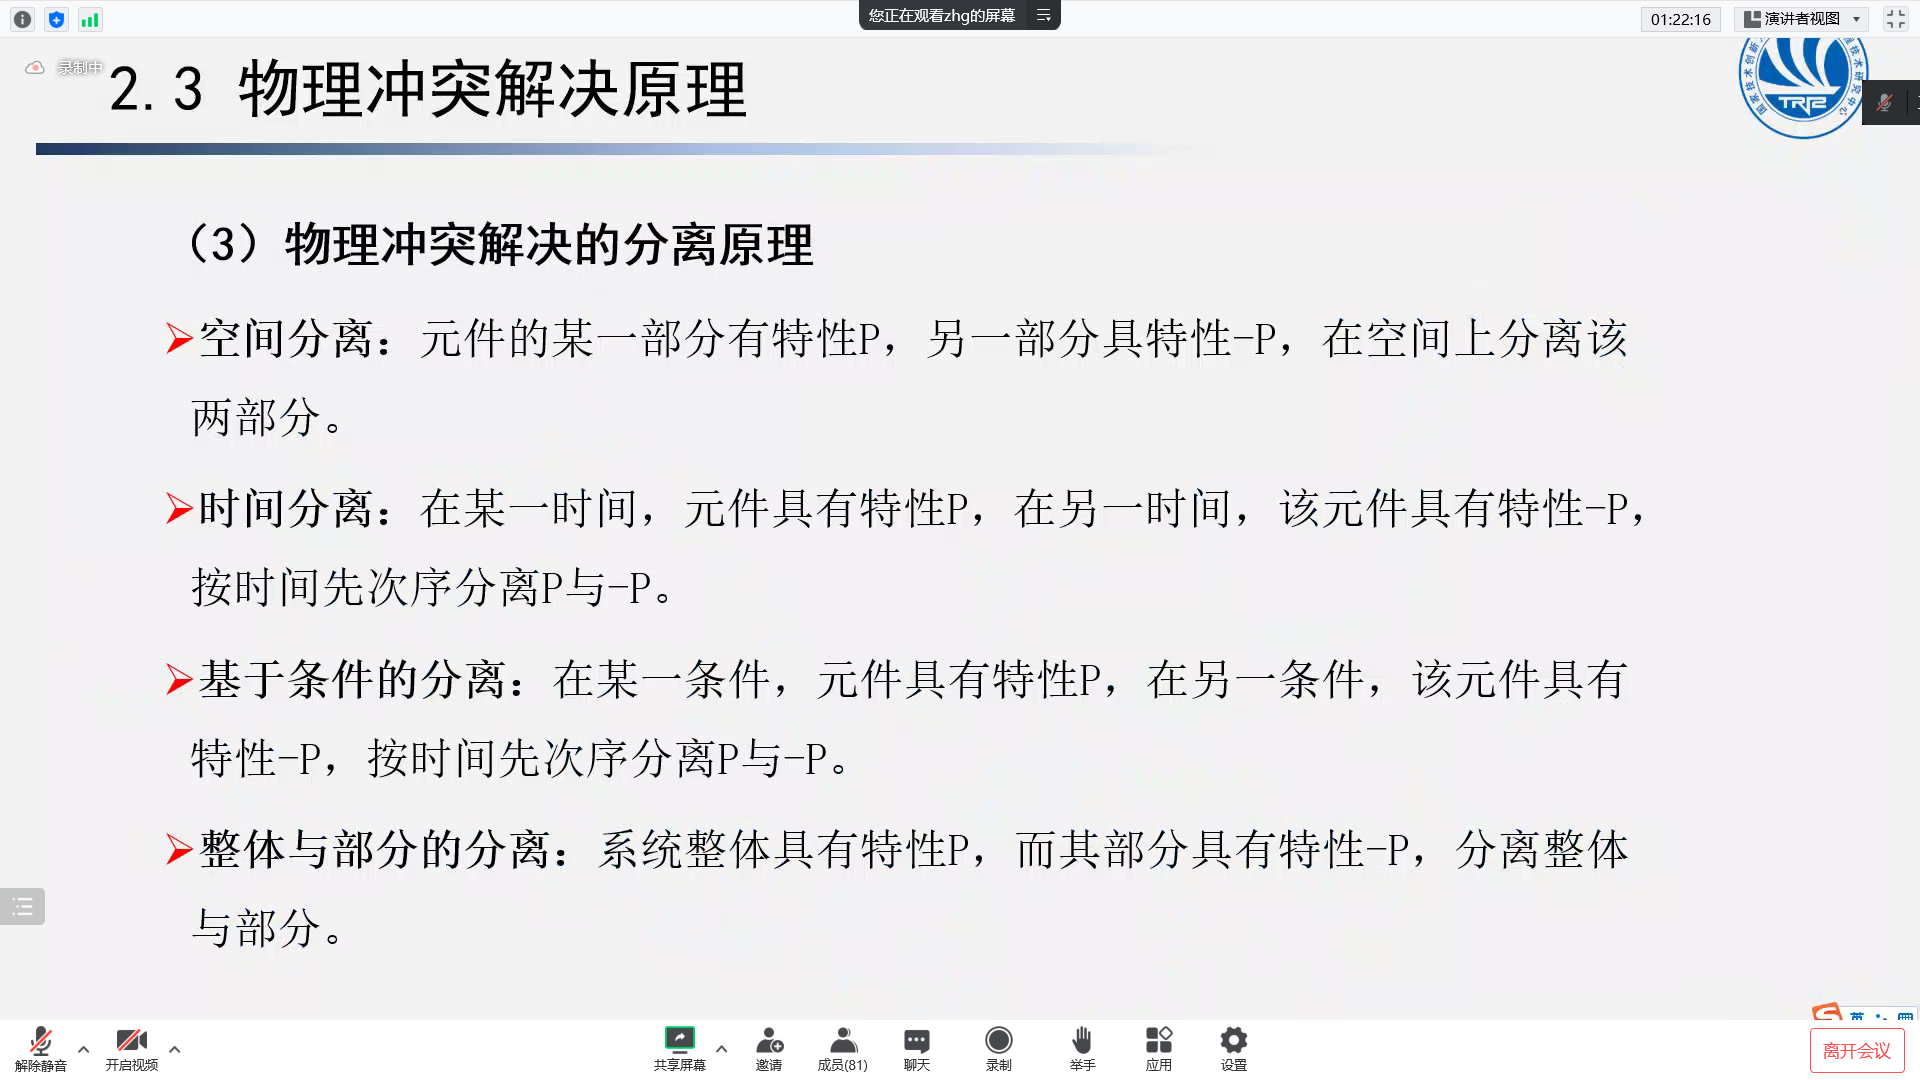 您正在观看zhg的屏幕
01:22:16
演讲者视图
录制中
2.3 物理冲突解决原理
TRIZ
（3）物理冲突解决的分离原理
空间分离：元件的某一部分有特性P，另一部分具特性-P，在空间上分离该
两部分。
时间分离：在某一时间，元件具有特性P，在另一时间，该元件具有特性-P，
按时间先次序分离P与-P。
基于条件的分离：在某一条件，元件具有特性P，在另一条件，该元件具有
特性-P，按时间先次序分离P与-P。
整体与部分的分离：系统整体具有特性P，而其部分具有特性-P，分离整体
与部分。
英
解除静音
开启视频
共享屏幕
邀请
成员(81)
聊天
录制
举手
应用
设置
离开会议